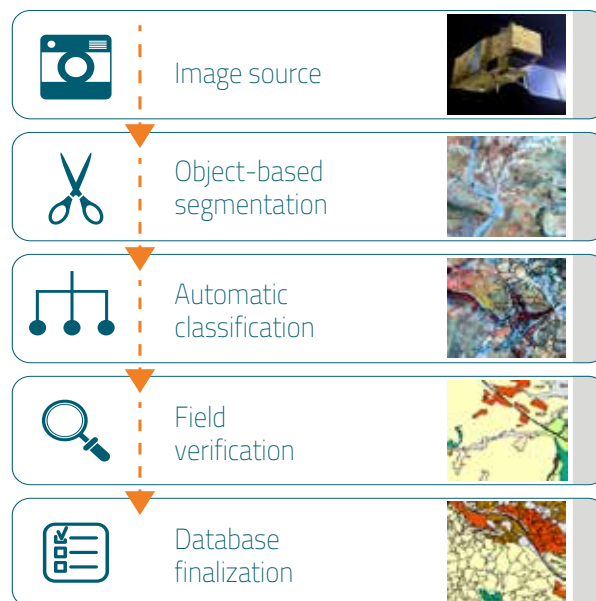 Image source
Object-based
segmentation
Automatic
classification
Field
verification
Database
finalization